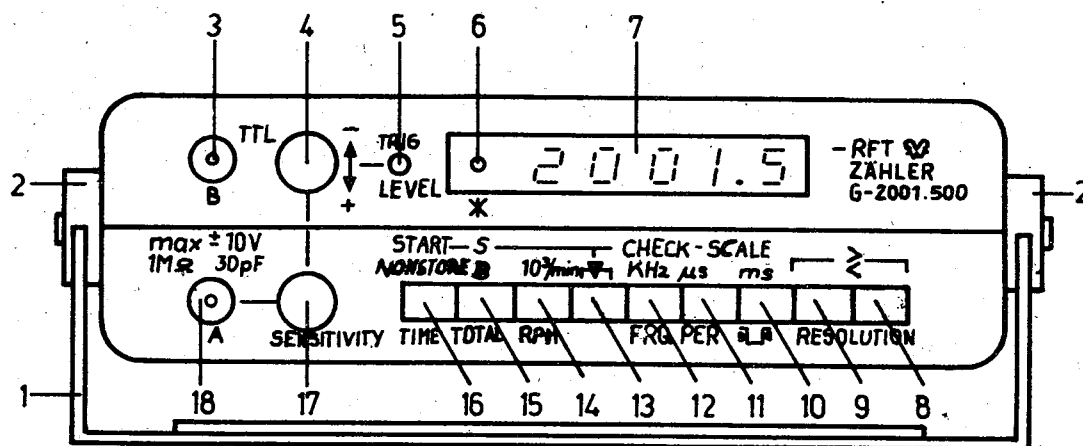 3 4 5 6 7
TTL − TRIG
2 2001.5 -RFT
B + LEVEL ZÄHLER
G-2001.500
2
max ± 10V START—S CHECK-SCALE >
1MΩ 30pF NONSTORE B 10³/min KHz µs ms <
A SENSITIVITY TIME TOTAL RPM FRQ PER RESOLUTION
1 18 17 16 15 14 13 12 11 10 9 8